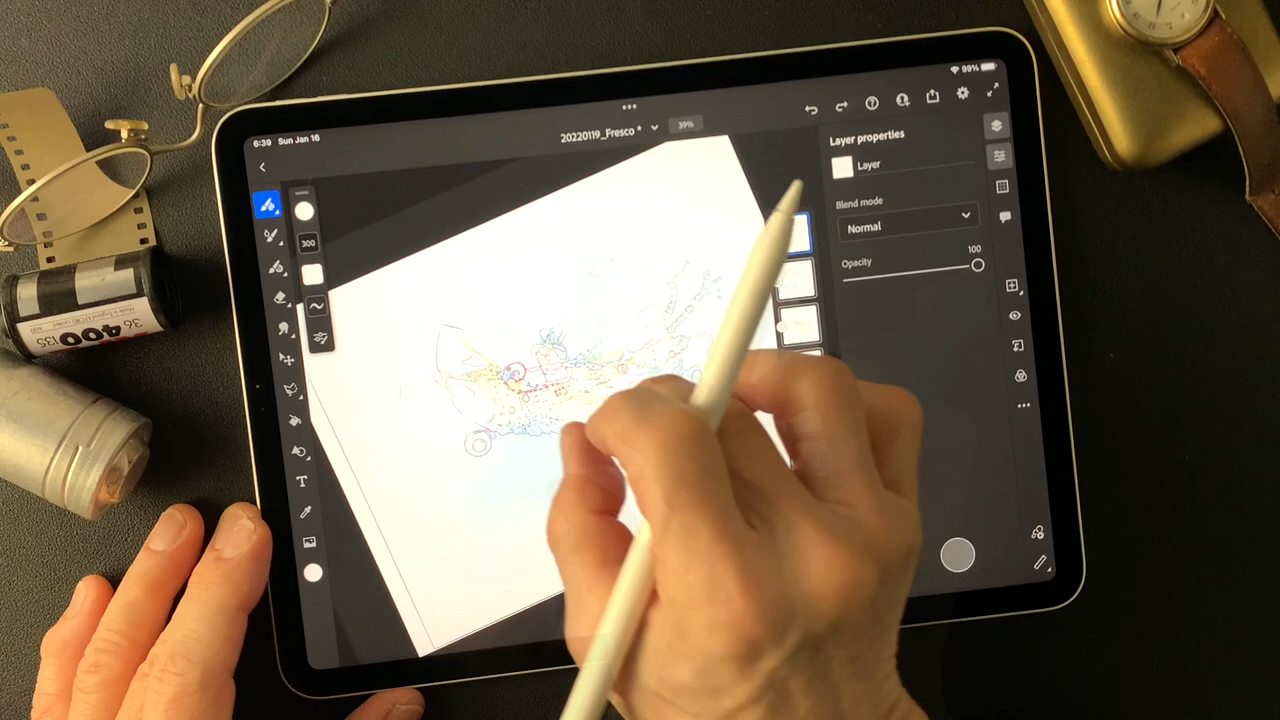 6:39 Sun Jan 16
99%
20220119_Fresco *
39%
Layer properties
Layer
Blend mode
Normal
Opacity
100
300
T
36
400
135